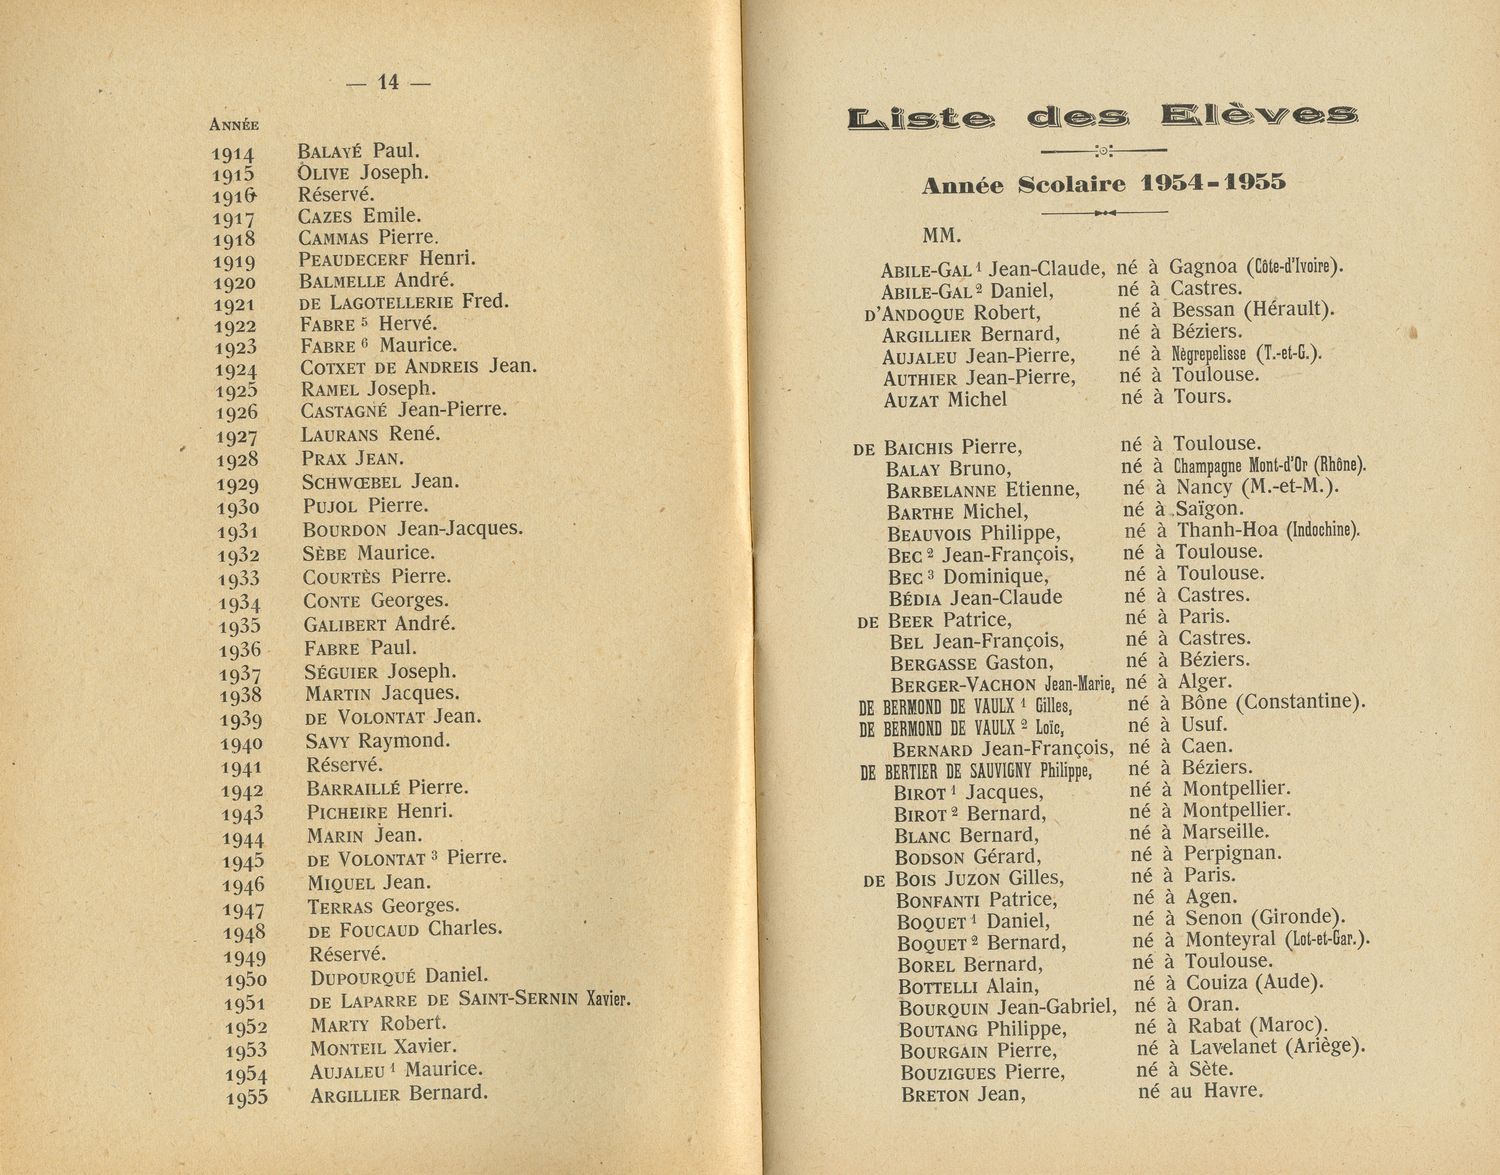 — 14 —
Année
1914 Balayé Paul.
1915 Olive Joseph.
1916 Réservé.
1917 Cazes Emile.
1918 Cammas Pierre.
1919 Peaudecerf Henri.
1920 Balmelle André.
1921 de Lagotellerie Fred.
1922 Fabre ⁵ Hervé.
1923 Fabre ⁶ Maurice.
1924 Cotxet de Andreis Jean.
1925 Ramel Joseph.
1926 Castagné Jean-Pierre.
1927 Laurans René.
1928 Prax Jean.
1929 Schwœbel Jean.
1930 Pujol Pierre.
1931 Bourdon Jean-Jacques.
1932 Sèbe Maurice.
1933 Courtès Pierre.
1934 Conte Georges.
1935 Galibert André.
1936 Fabre Paul.
1937 Séguier Joseph.
1938 Martin Jacques.
1939 de Volontat Jean.
1940 Savy Raymond.
1941 Réservé.
1942 Barraillé Pierre.
1943 Picheire Henri.
1944 Marin Jean.
1945 de Volontat ³ Pierre.
1946 Miquel Jean.
1947 Terras Georges.
1948 de Foucaud Charles.
1949 Réservé.
1950 Dupourqué Daniel.
1951 de Laparre de Saint-Sernin Xavier.
1952 Marty Robert.
1953 Monteil Xavier.
1954 Aujaleu ¹ Maurice.
1955 Argillier Bernard.
Liste des Elèves
Année Scolaire 1954-1955
MM.
Abile-Gal ¹ Jean-Claude, né à Gagnoa (Côte-d'Ivoire).
Abile-Gal ² Daniel, né à Castres.
d'Andoque Robert, né à Bessan (Hérault).
Argillier Bernard, né à Béziers.
Aujaleu Jean-Pierre, né à Nègrepelisse (T.-et-G.).
Authier Jean-Pierre, né à Toulouse.
Auzat Michel né à Tours.
de Baichis Pierre, né à Toulouse.
Balay Bruno, né à Champagne Mont-d'Or (Rhône).
Barbelanne Etienne, né à Nancy (M.-et-M.).
Barthe Michel, né à Saïgon.
Beauvois Philippe, né à Thanh-Hoa (Indochine).
Bec ² Jean-François, né à Toulouse.
Bec ³ Dominique, né à Toulouse.
Bédia Jean-Claude né à Castres.
de Beer Patrice, né à Paris.
Bel Jean-François, né à Castres.
Bergasse Gaston, né à Béziers.
Berger-Vachon Jean-Marie, né à Alger.
DE BERMOND DE VAULX ¹ Gilles, né à Bône (Constantine).
DE BERMOND DE VAULX ² Loïc, né à Usuf.
Bernard Jean-François, né à Caen.
DE BERTIER DE SAUVIGNY Philippe, né à Béziers.
Birot ¹ Jacques, né à Montpellier.
Birot ² Bernard, né à Montpellier.
Blanc Bernard, né à Marseille.
Bodson Gérard, né à Perpignan.
de Bois Juzon Gilles, né à Paris.
Bonfanti Patrice, né à Agen.
Boquet ¹ Daniel, né à Senon (Gironde).
Boquet ² Bernard, né à Monteyral (Lot-et-Gar.).
Borel Bernard, né à Toulouse.
Bottelli Alain, né à Couiza (Aude).
Bourquin Jean-Gabriel, né à Oran.
Boutang Philippe, né à Rabat (Maroc).
Bourgain Pierre, né à Lavelanet (Ariège).
Bouzigues Pierre, né à Sète.
Breton Jean, né au Havre.